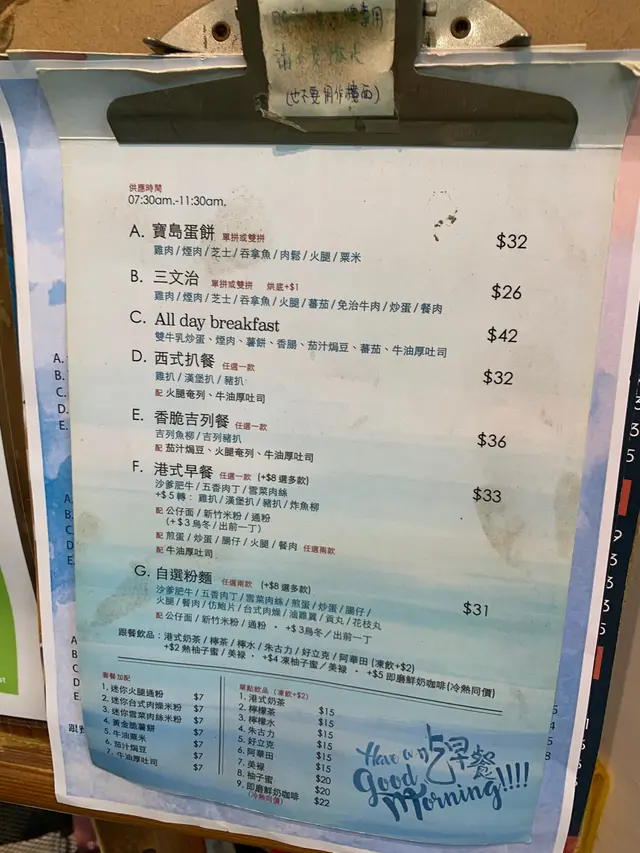 (也不要用作檯面)
供應時間
07:30am.-11:30am.
A. 寶島蛋餅 單拼或雙拼 $32
雞肉/煙肉/芝士/吞拿魚/肉鬆/火腿/粟米
B. 三文治 單拼或雙拼 烘底+$1 $26
雞肉/煙肉/芝士/吞拿魚/火腿/蕃茄/免治牛肉/炒蛋/餐肉
C. All day breakfast $42
雙牛乳炒蛋、煙肉、薯餅、香腸、茄汁焗豆、蕃茄、牛油厚吐司
D. 西式扒餐 任選一款 $32
雞扒/漢堡扒/豬扒
配 火腿奄列、牛油厚吐司
E. 香脆吉列餐 任選一款 $36
吉列魚柳/吉列豬扒
配 茄汁焗豆、火腿奄列、牛油厚吐司
F. 港式早餐 任選一款 (+$8選多款) $33
沙爹肥牛/五香肉丁/雪菜肉絲
+$5轉: 雞扒/漢堡扒/豬扒/炸魚柳
配 公仔面/新竹米粉/通粉
(+$3烏冬/出前一丁)
配 煎蛋/炒蛋/腸仔/火腿/餐肉 任選兩款
配 牛油厚吐司
G. 自選粉麵 任選兩款 (+$8選多款) $31
沙爹肥牛/五香肉丁/雪菜肉絲/煎蛋/炒蛋/腸仔/
火腿/餐肉/仿鮑片/台式肉燥/滷雞翼/貢丸/花枝丸
配 公仔面/新竹米粉/通粉 · +$3烏冬/出前一丁
跟餐飲品：港式奶茶/檸茶/檸水/朱古力/好立克/阿華田(凍飲+$2)
+$2熱柚子蜜/美祿 · +$4凍柚子蜜/美祿 · +$5即磨鮮奶咖啡(冷熱同價)
套餐加配
1. 迷你火腿通粉 $7
2. 迷你台式肉燥米粉 $7
3. 迷你雪菜肉絲米粉 $7
4. 黃金脆薯餅 $7
5. 牛油粟米 $7
6. 茄汁焗豆 $7
7. 牛油厚吐司 $7
單點飲品(凍飲+$2)
1. 港式奶茶 $15
2. 檸檬茶 $15
3. 檸檬水 $15
4. 朱古力 $15
5. 好立克 $15
6. 阿華田 $15
7. 美祿 $20
8. 柚子蜜 $20
9. 即磨鮮奶咖啡 $22
(冷熱同價)
Have a
早餐
Good
Morning!!!!